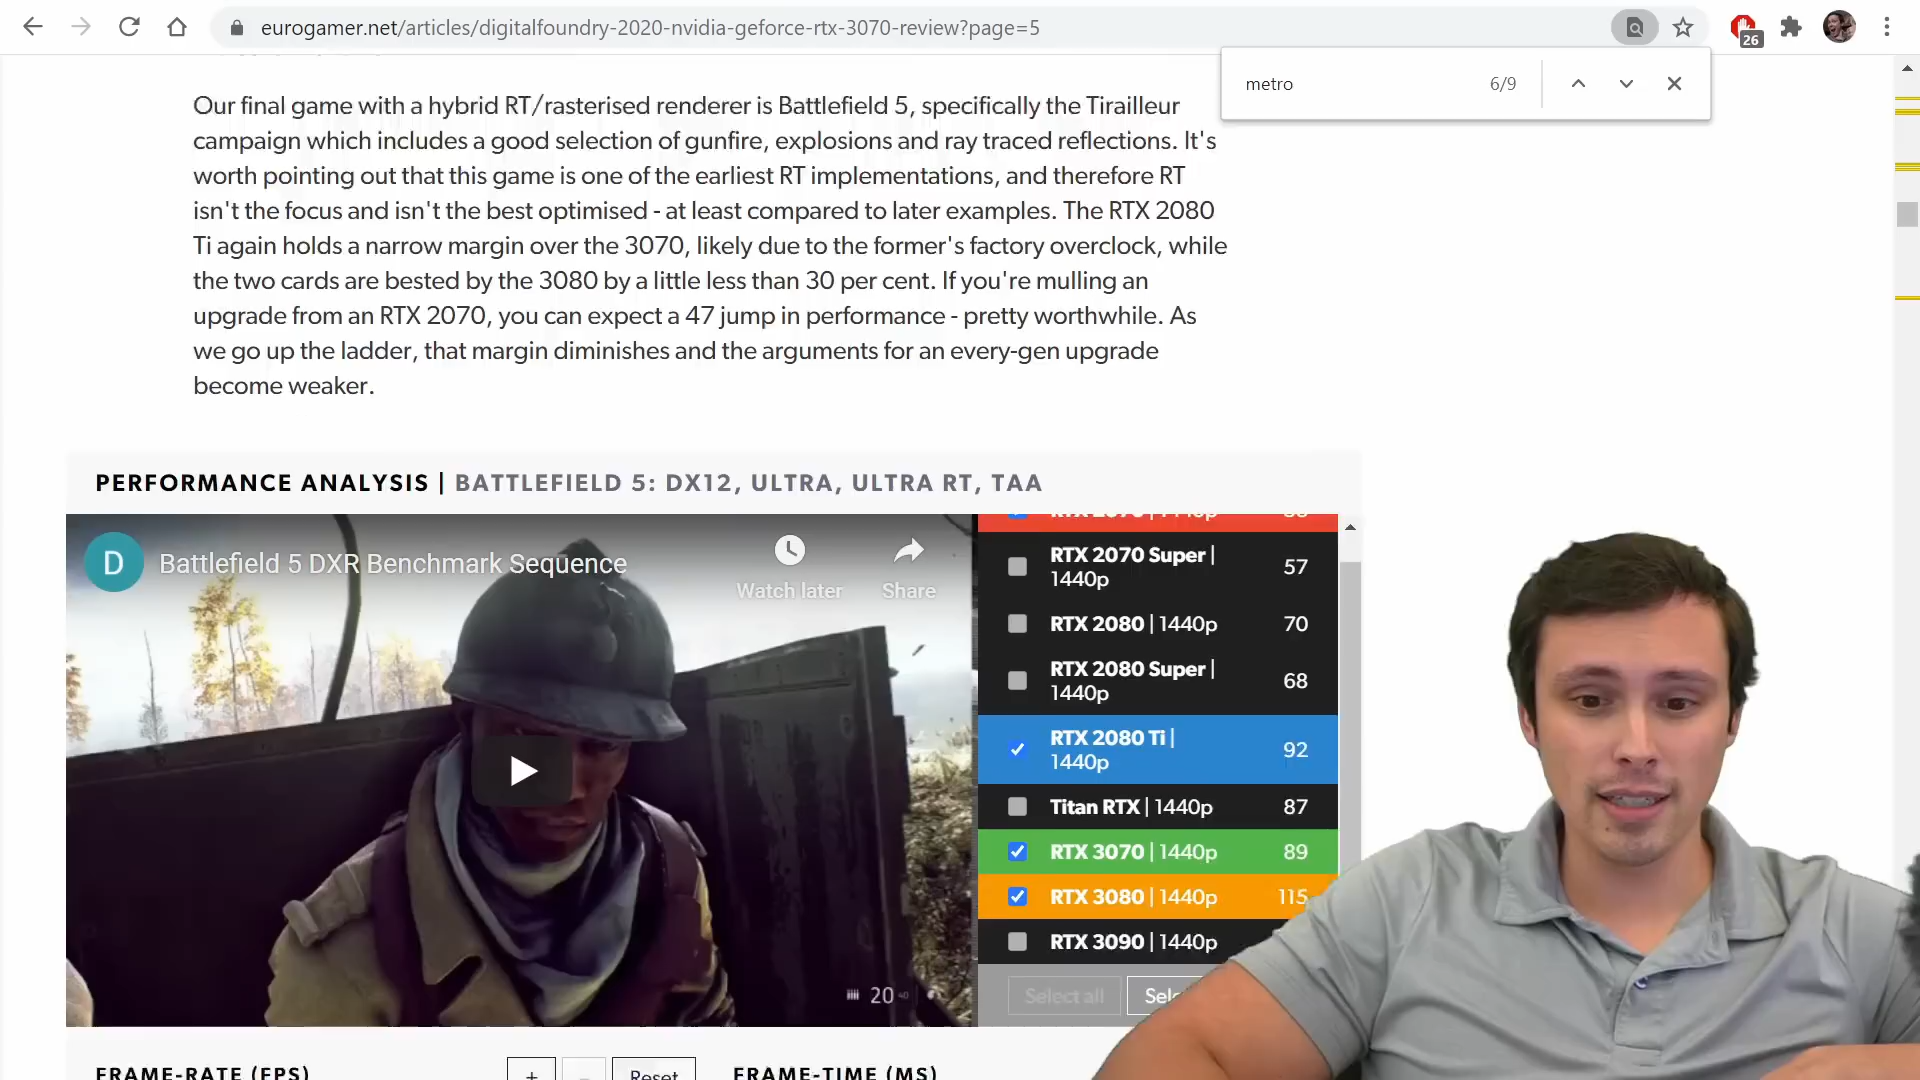 eurogamer.net/articles/digitalfoundry-2020-nvidia-geforce-rtx-3070-review?page=5
26
metro
6/9
Our final game with a hybrid RT/rasterised renderer is Battlefield 5, specifically the Tirailleur
campaign which includes a good selection of gunfire, explosions and ray traced reflections. It's
worth pointing out that this game is one of the earliest RT implementations, and therefore RT
isn't the focus and isn't the best optimised - at least compared to later examples. The RTX 2080
Ti again holds a narrow margin over the 3070, likely due to the former's factory overclock, while
the two cards are bested by the 3080 by a little less than 30 per cent. If you're mulling an
upgrade from an RTX 2070, you can expect a 47 jump in performance - pretty worthwhile. As
we go up the ladder, that margin diminishes and the arguments for an every-gen upgrade
become weaker.
PERFORMANCE ANALYSIS | BATTLEFIELD 5: DX12, ULTRA, ULTRA RT, TAA
D
Battlefield 5 DXR Benchmark Sequence
Watch later
Share
20
RTX 2070 Super |
1440p
57
RTX 2080 | 1440p 70
RTX 2080 Super |
1440p
68
RTX 2080 Ti |
1440p
92
Titan RTX | 1440p 87
RTX 3070 | 1440p 89
RTX 3080 | 1440p 115
RTX 3090 | 1440p
Select all
FRAME-RATE (FPS)
+
-
Reset
FRAME-TIME (MS)